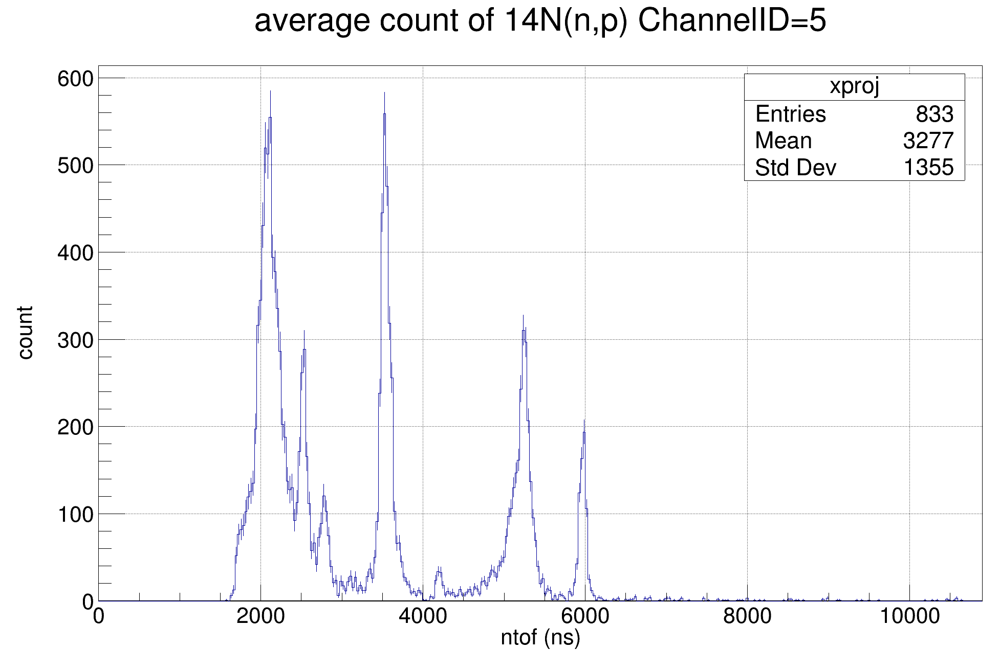 average count of 14N(n,p) ChannelID=5
xproj
Entries 833
Mean 3277
Std Dev 1355
600
500
400
300
200
100
0
count
0 2000 4000 6000 8000 10000
ntof (ns)